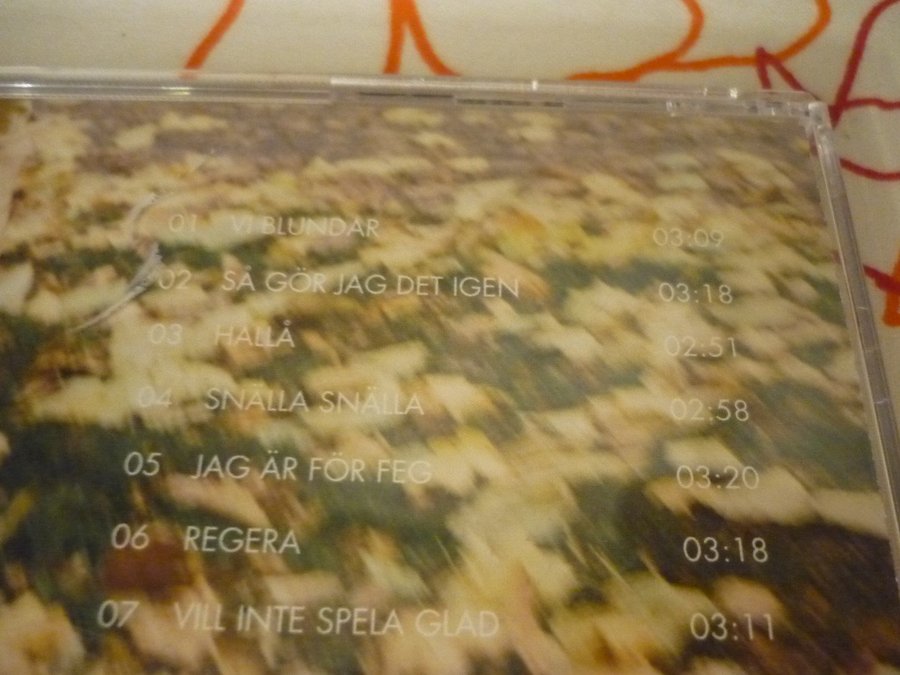 01 VI BLUNDAR 03:09
02 SÅ GÖR JAG DET IGEN 03:18
03 HALLÅ 02:51
04 SNÄLLA SNÄLLA 02:58
05 JAG ÄR FÖR FEG 03:20
06 REGERA 03:18
07 VILL INTE SPELA GLAD 03:11